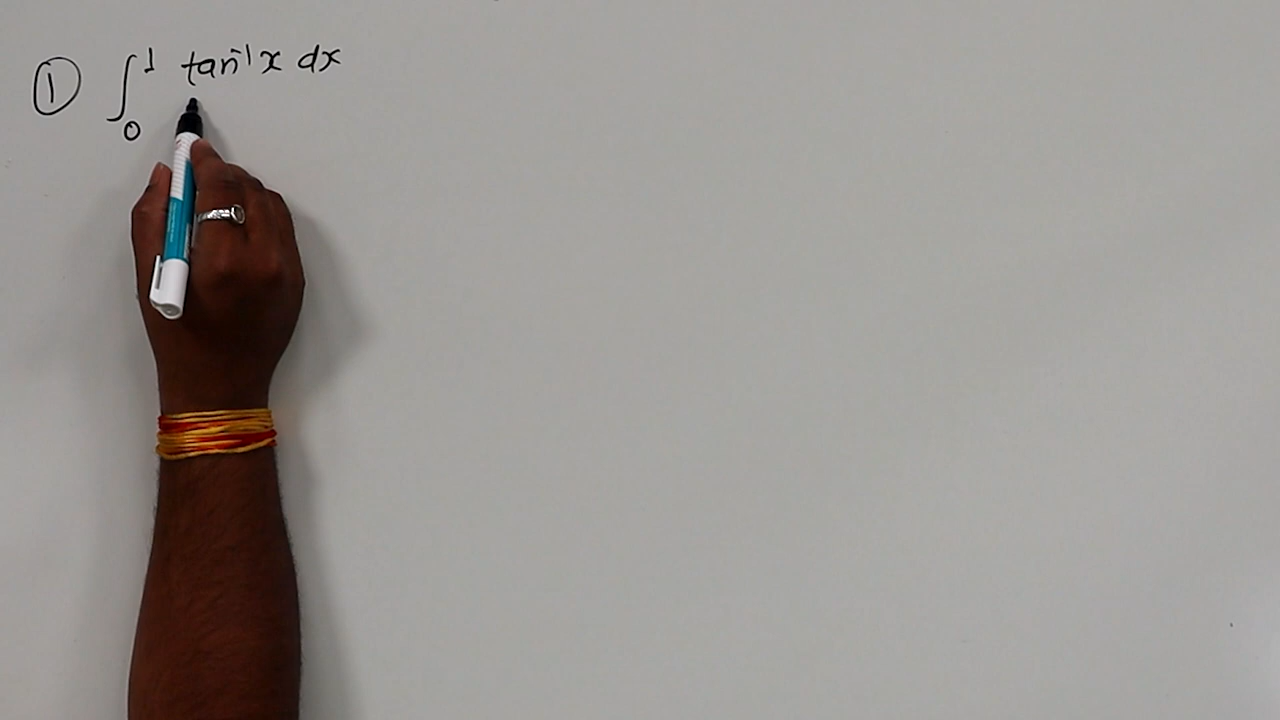 ① ∫₀¹ tan⁻¹x dx